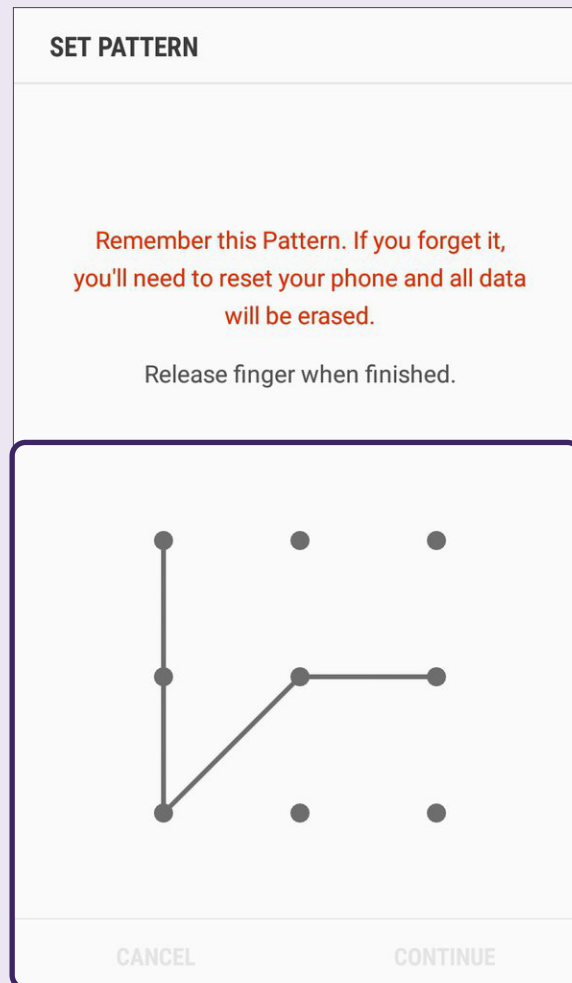 SET PATTERN
Remember this Pattern. If you forget it,
you'll need to reset your phone and all data
will be erased.
Release finger when finished.
CANCEL CONTINUE